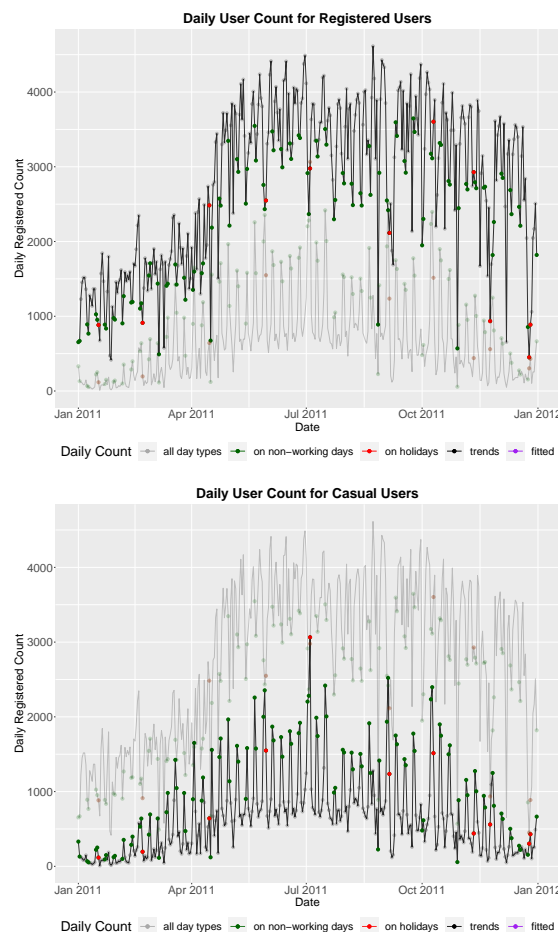 Daily User Count for Registered Users
4000
3000
2000
1000
0
Daily Registered Count
Jan 2011 Apr 2011 Jul 2011 Oct 2011 Jan 2012
Date
Daily Count all day types on non−working days on holidays trends fitted
Daily User Count for Casual Users
4000
3000
2000
1000
0
Daily Registered Count
Jan 2011 Apr 2011 Jul 2011 Oct 2011 Jan 2012
Date
Daily Count all day types on non−working days on holidays trends fitted